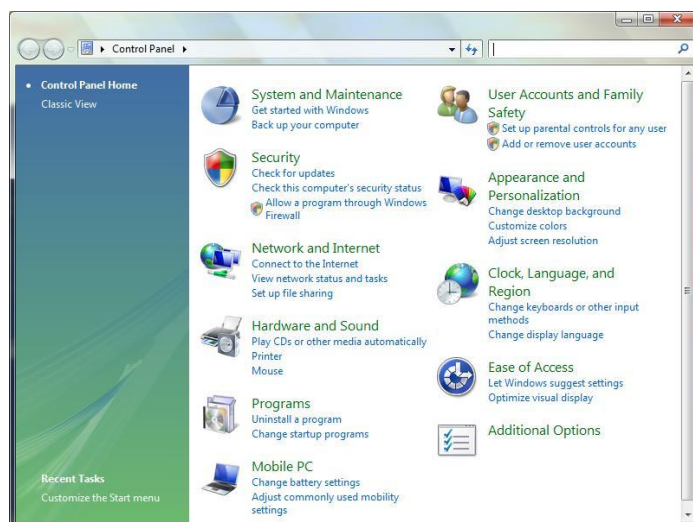 Control Panel
Control Panel Home
Classic View
System and Maintenance
Get started with Windows
Back up your computer
Security
Check for updates
Check this computer's security status
Allow a program through Windows
Firewall
Network and Internet
Connect to the Internet
View network status and tasks
Set up file sharing
Hardware and Sound
Play CDs or other media automatically
Printer
Mouse
Programs
Uninstall a program
Change startup programs
Mobile PC
Change battery settings
Adjust commonly used mobility
settings
User Accounts and Family
Safety
Set up parental controls for any user
Add or remove user accounts
Appearance and
Personalization
Change desktop background
Customize colors
Adjust screen resolution
Clock, Language, and
Region
Change keyboards or other input
methods
Change display language
Ease of Access
Let Windows suggest settings
Optimize visual display
Additional Options
Recent Tasks
Customize the Start menu